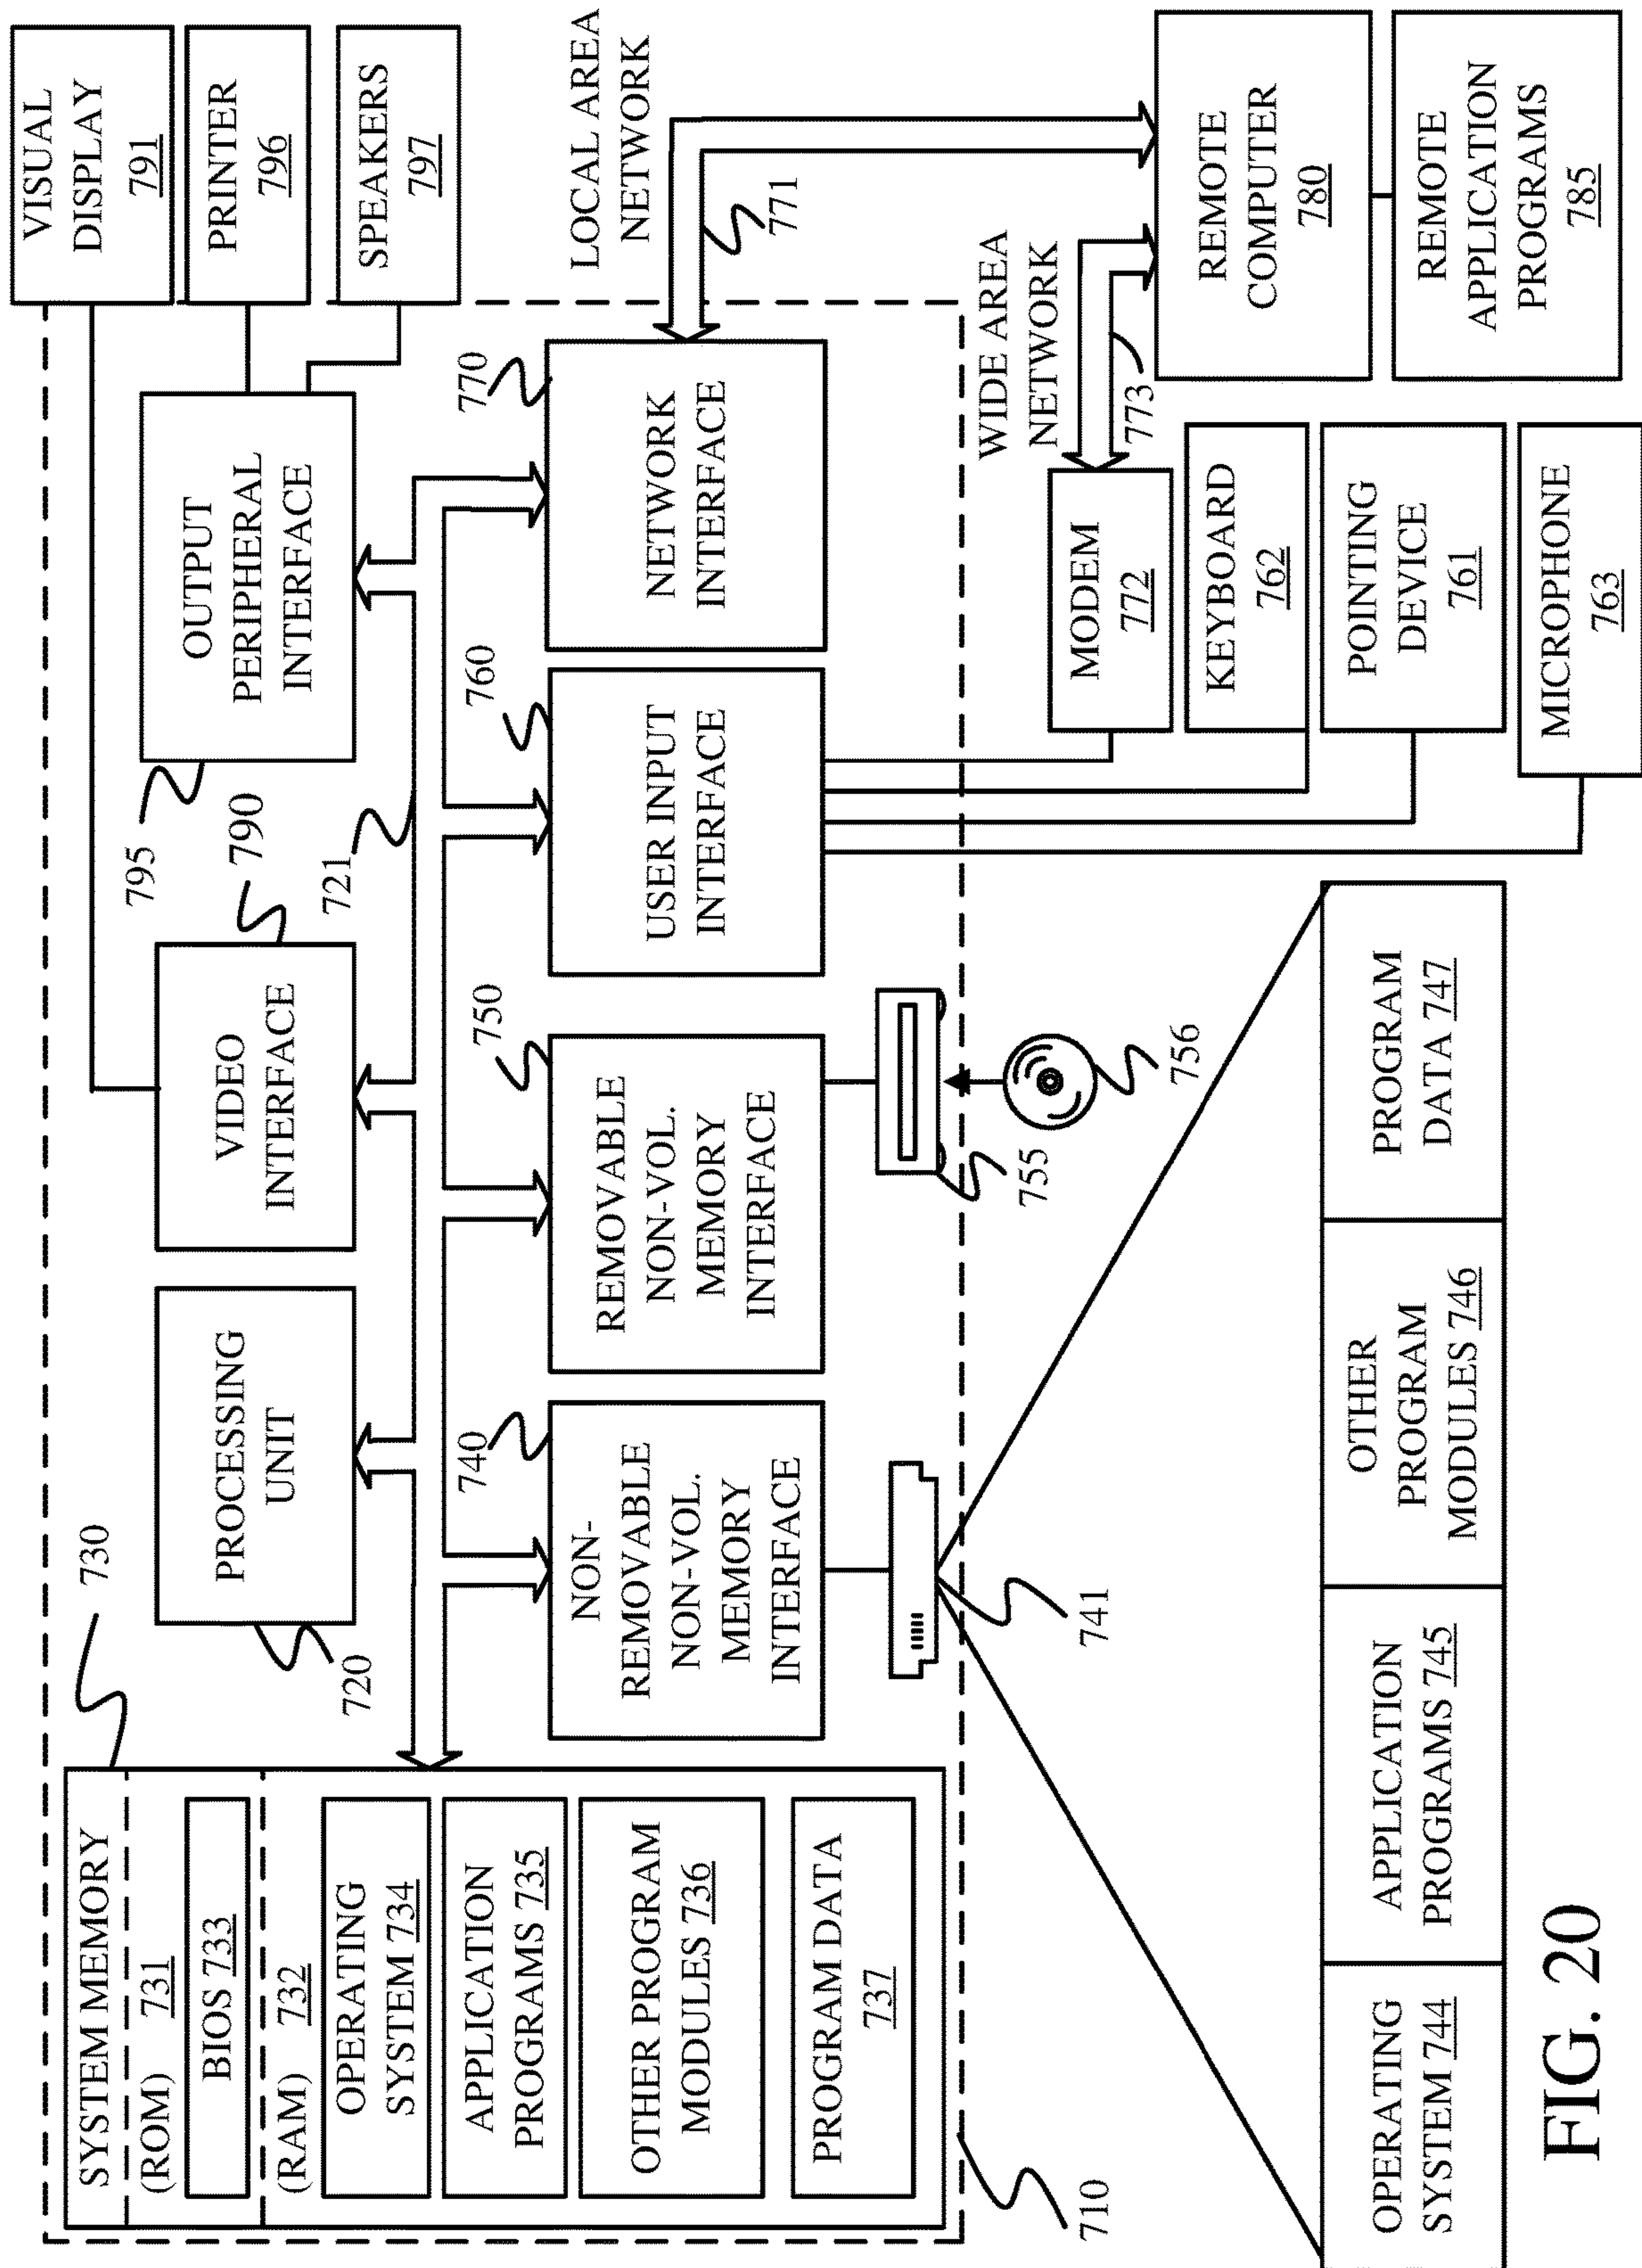 SYSTEM MEMORY
(ROM) 731
BIOS 733
(RAM) 732
OPERATING
SYSTEM 734
APPLICATION
PROGRAMS 735
OTHER PROGRAM
MODULES 736
PROGRAM DATA
737
730
720
PROCESSING
UNIT
790
VIDEO
INTERFACE
721
795
OUTPUT
PERIPHERAL
INTERFACE
VISUAL
DISPLAY
791
PRINTER
796
SPEAKERS
797
740
NON-
REMOVABLE
NON-VOL.
MEMORY
INTERFACE
750
REMOVABLE
NON-VOL.
MEMORY
INTERFACE
760
USER INPUT
INTERFACE
770
NETWORK
INTERFACE
LOCAL AREA
NETWORK
771
710
741
755
756
WIDE AREA
NETWORK
773
MODEM
772
KEYBOARD
762
POINTING
DEVICE
761
MICROPHONE
763
REMOTE
COMPUTER
780
REMOTE
APPLICATION
PROGRAMS
785
OPERATING
SYSTEM 744
APPLICATION
PROGRAMS 745
OTHER
PROGRAM
MODULES 746
PROGRAM
DATA 747
FIG. 20